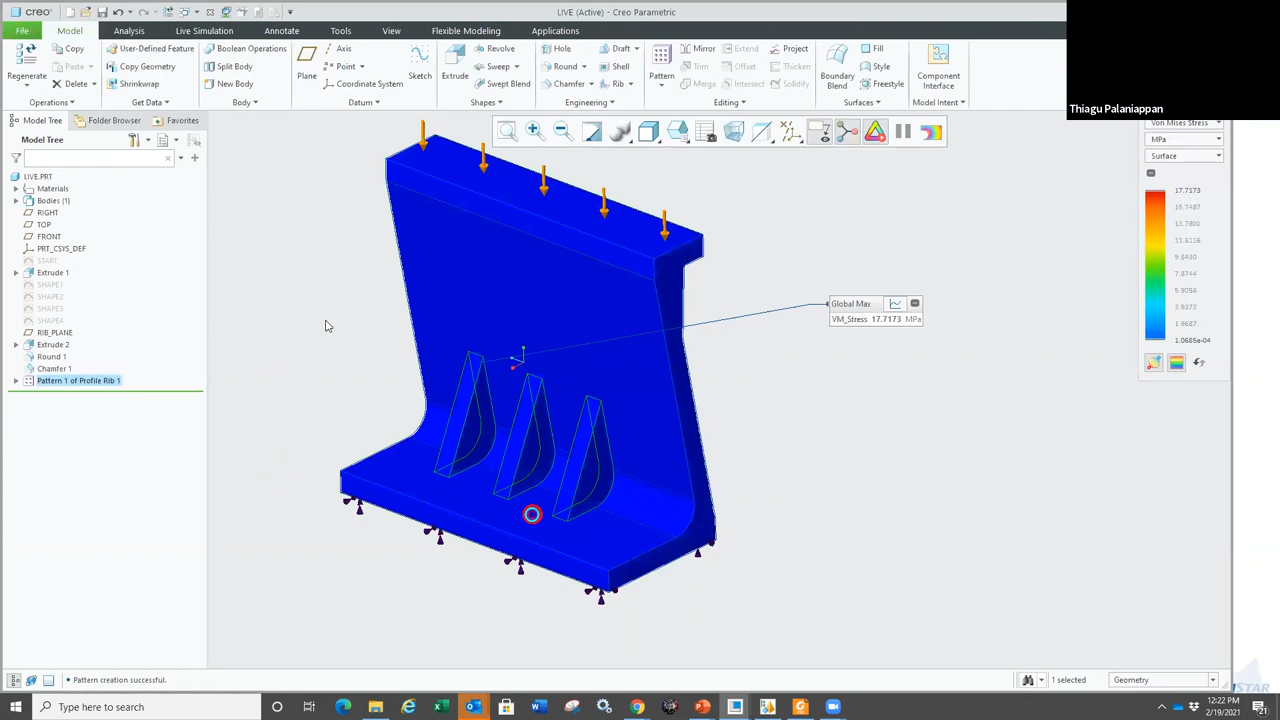 creo
LIVE (Active) - Creo Parametric
File
Model
Analysis
Live Simulation
Annotate
Tools
View
Flexible Modeling
Applications
Regenerate
Copy
Paste
Delete
Operations
User-Defined Feature
Copy Geometry
Shrinkwrap
Get Data
Boolean Operations
Split Body
New Body
Body
Plane
Axis
Point
Coordinate System
Sketch
Datum
Extrude
Revolve
Sweep
Swept Blend
Shapes
Hole
Round
Chamfer
Draft
Shell
Rib
Engineering
Pattern
Mirror
Trim
Merge
Extend
Offset
Intersect
Project
Thicken
Solidify
Editing
Boundary
Blend
Fill
Style
Freestyle
Surfaces
Component
Interface
Model Intent
Thiagu Palaniappan
Model Tree
Folder Browser
Favorites
Model Tree
LIVE.PRT
Materials
Bodies (1)
RIGHT
TOP
FRONT
PRT_CSYS_DEF
START
Extrude 1
SHAPE1
SHAPE2
SHAPE3
SHAPE4
RIB_PLANE
Extrude 2
Round 1
Chamfer 1
Pattern 1 of Profile Rib 1
Global Max
VM_Stress 17.7173 MPa
Von Mises Stress
MPa
Surface
17.7173
15.7487
13.7802
11.8116
9.8430
7.8744
5.9058
3.9373
1.9687
1.0685e-04
Pattern creation successful.
1 selected
Geometry
Type here to search
12:22 PM
2/19/2021
21